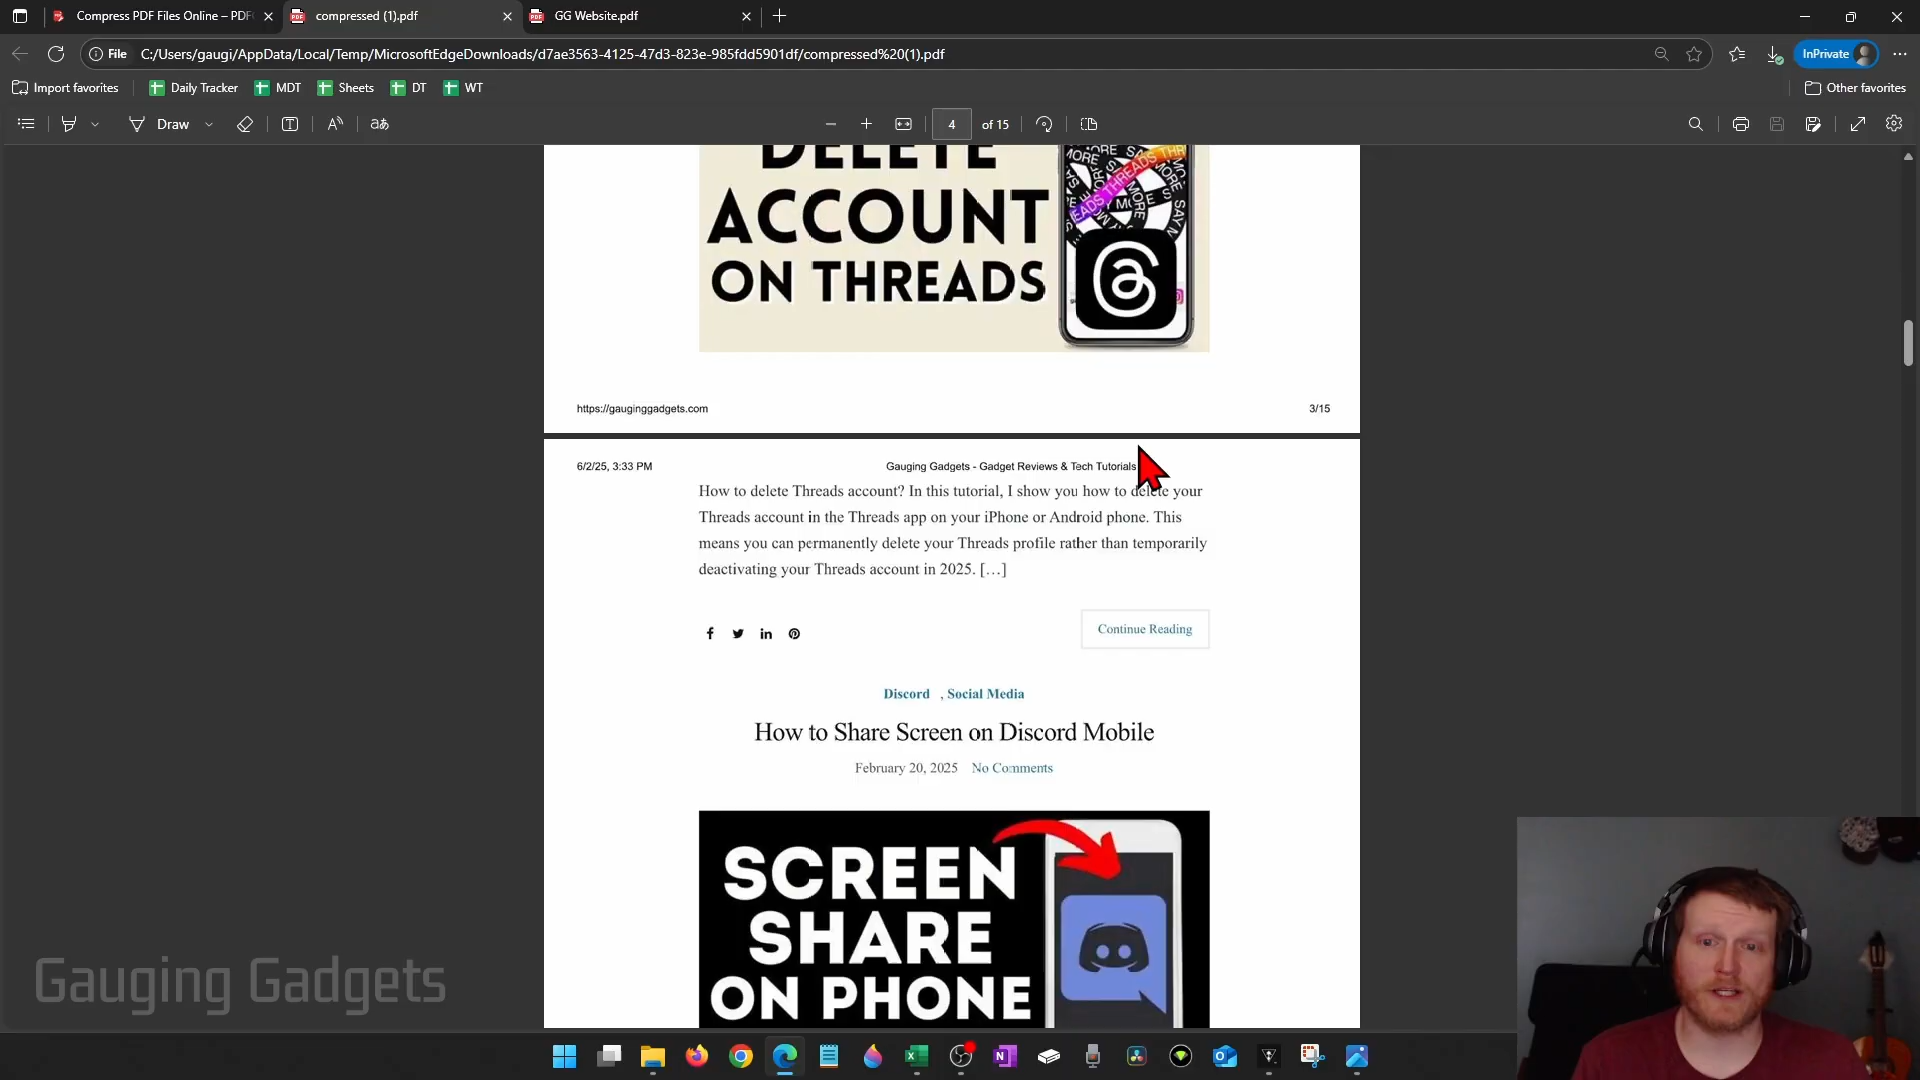 Compress PDF Files Online – PDF
compressed (1).pdf
GG Website.pdf
File
C:/Users/gaugi/AppData/Local/Temp/MicrosoftEdgeDownloads/d7ae3563-4125-47d3-823e-985fdd5901df/compressed%20(1).pdf
InPrivate
Import favorites
Daily Tracker
MDT
Sheets
DT
WT
Other favorites
Draw
4 of 15
DELETE
ACCOUNT
ON THREADS
https://gauginggadgets.com
3/15
6/2/25, 3:33 PM
Gauging Gadgets - Gadget Reviews & Tech Tutorials
How to delete Threads account? In this tutorial, I show you how to delete your
Threads account in the Threads app on your iPhone or Android phone. This
means you can permanently delete your Threads profile rather than temporarily
deactivating your Threads account in 2025. […]
Continue Reading
Discord , Social Media
How to Share Screen on Discord Mobile
February 20, 2025 No Comments
SCREEN
SHARE
ON PHONE
Gauging Gadgets